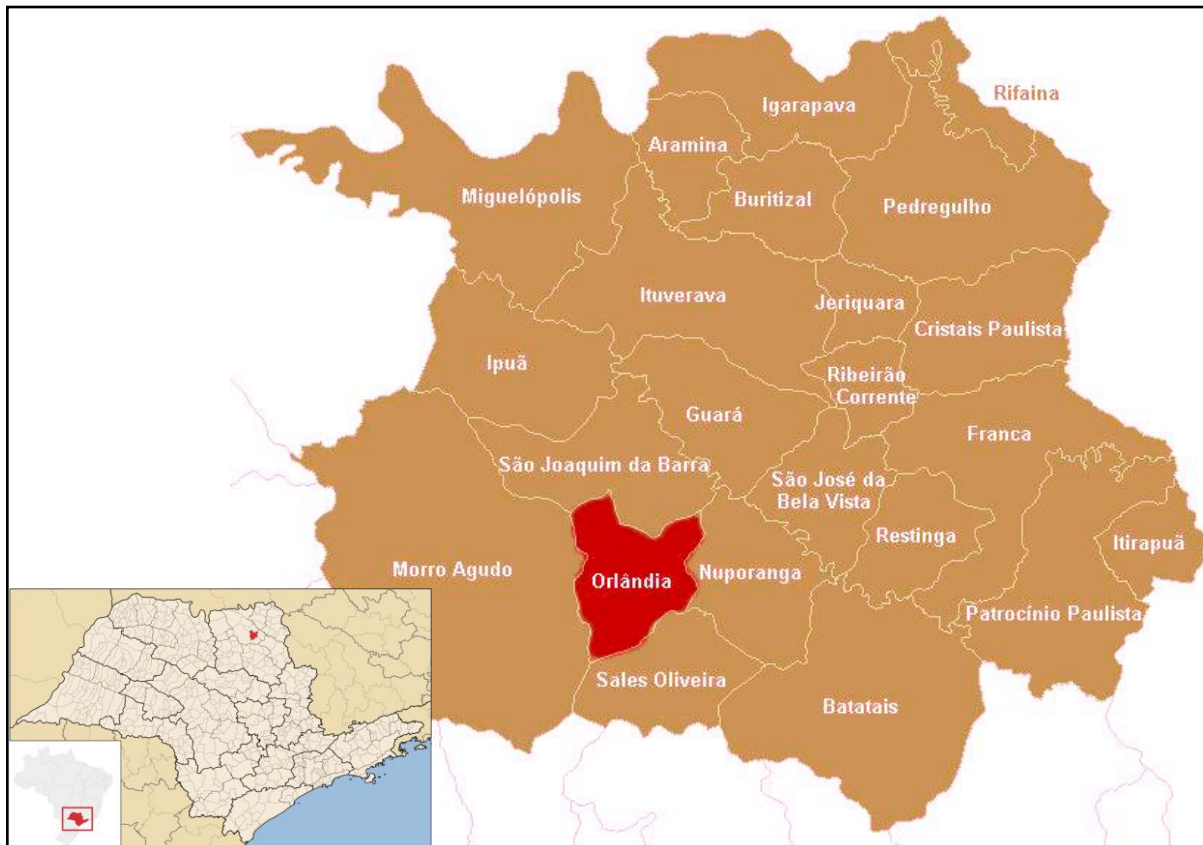 Igarapava
Rifaina
Aramina
Miguelópolis
Buritizal
Pedregulho
Ituverava
Jeriquara
Cristais Paulista
Ipuã
Ribeirão
Corrente
Guará
Franca
São Joaquim da Barra
São José da
Bela Vista
Restinga
Itirapuã
Morro Agudo
Orlândia
Nuporanga
Patrocínio Paulista
Sales Oliveira
Batatais